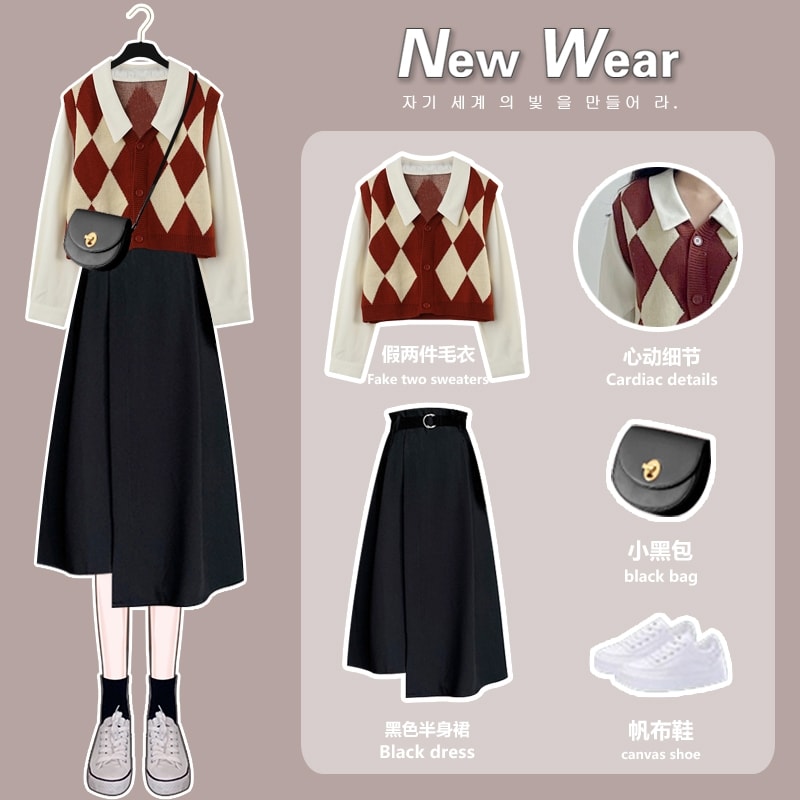 New Wear
자기 세계 의 빛 을 만들어 라.
假两件毛衣
Fake two sweaters
心动细节
Cardiac details
小黑包
black bag
黑色半身裙
Black dress
帆布鞋
canvas shoe